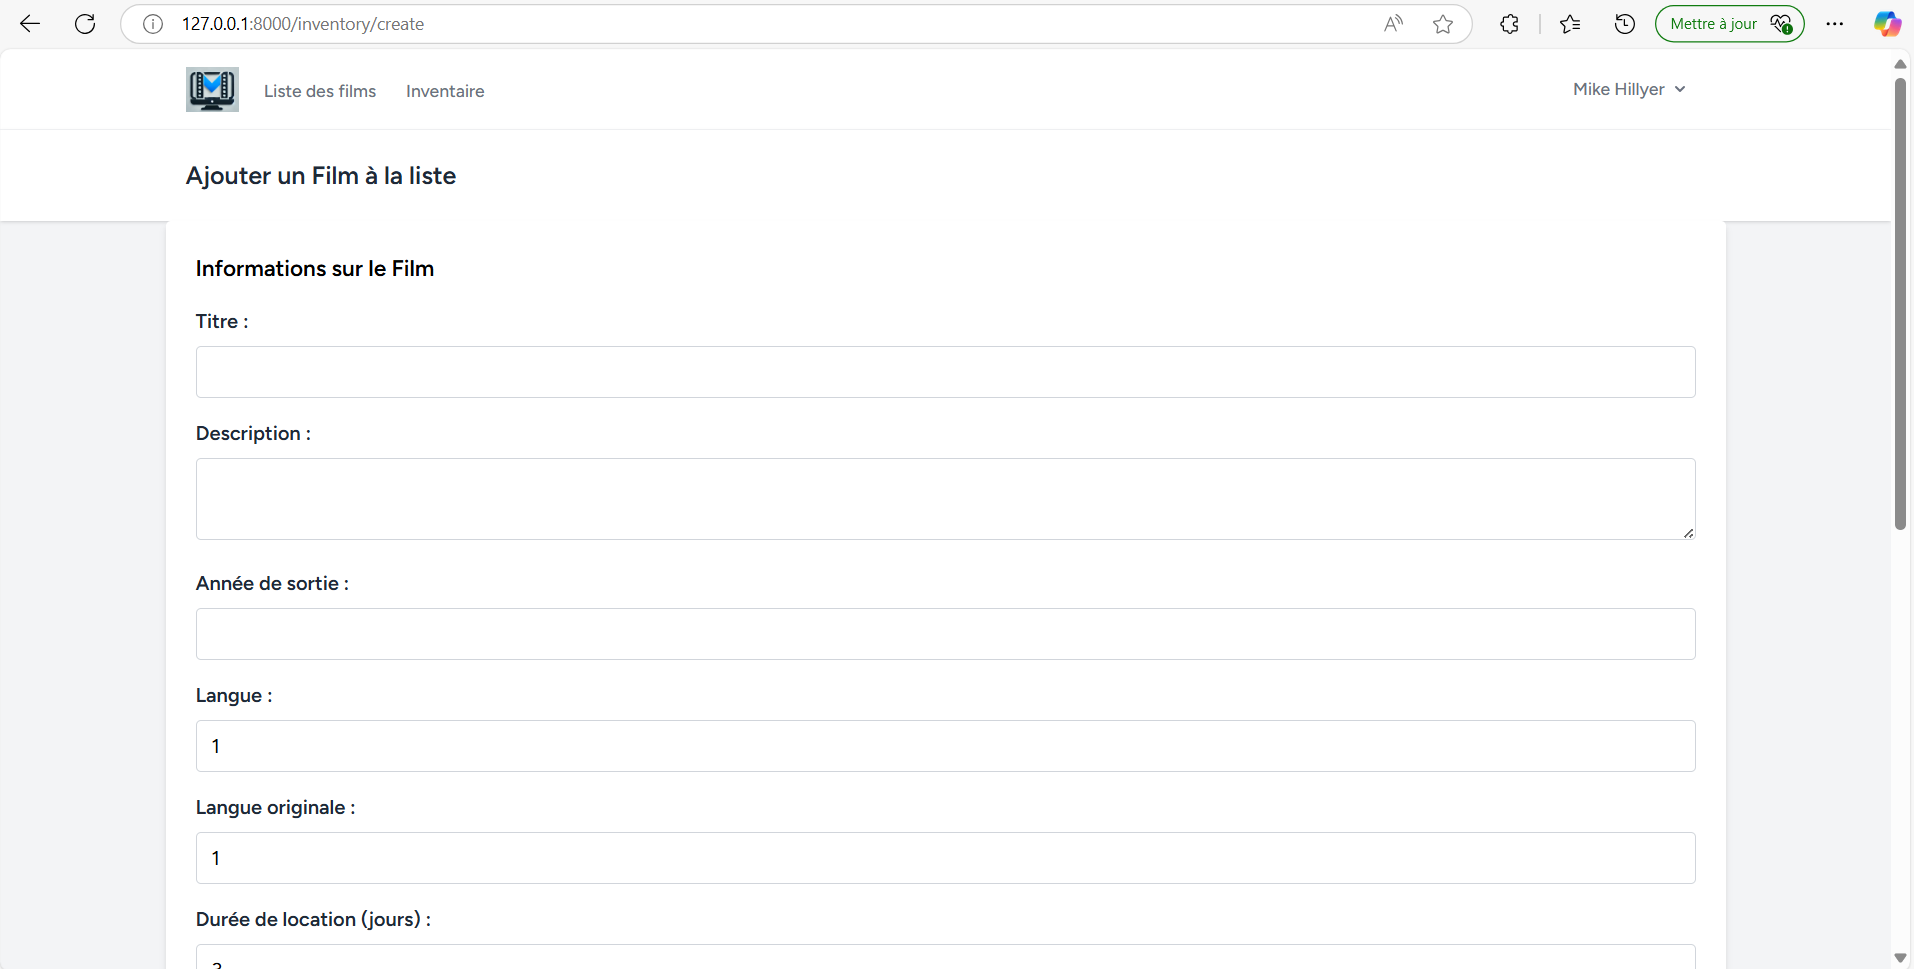 127.0.0.1:8000/inventory/create
Mettre à jour
Liste des films
Inventaire
Mike Hillyer
Ajouter un Film à la liste
Informations sur le Film
Titre :
Description :
Année de sortie :
Langue :
1
Langue originale :
1
Durée de location (jours) :